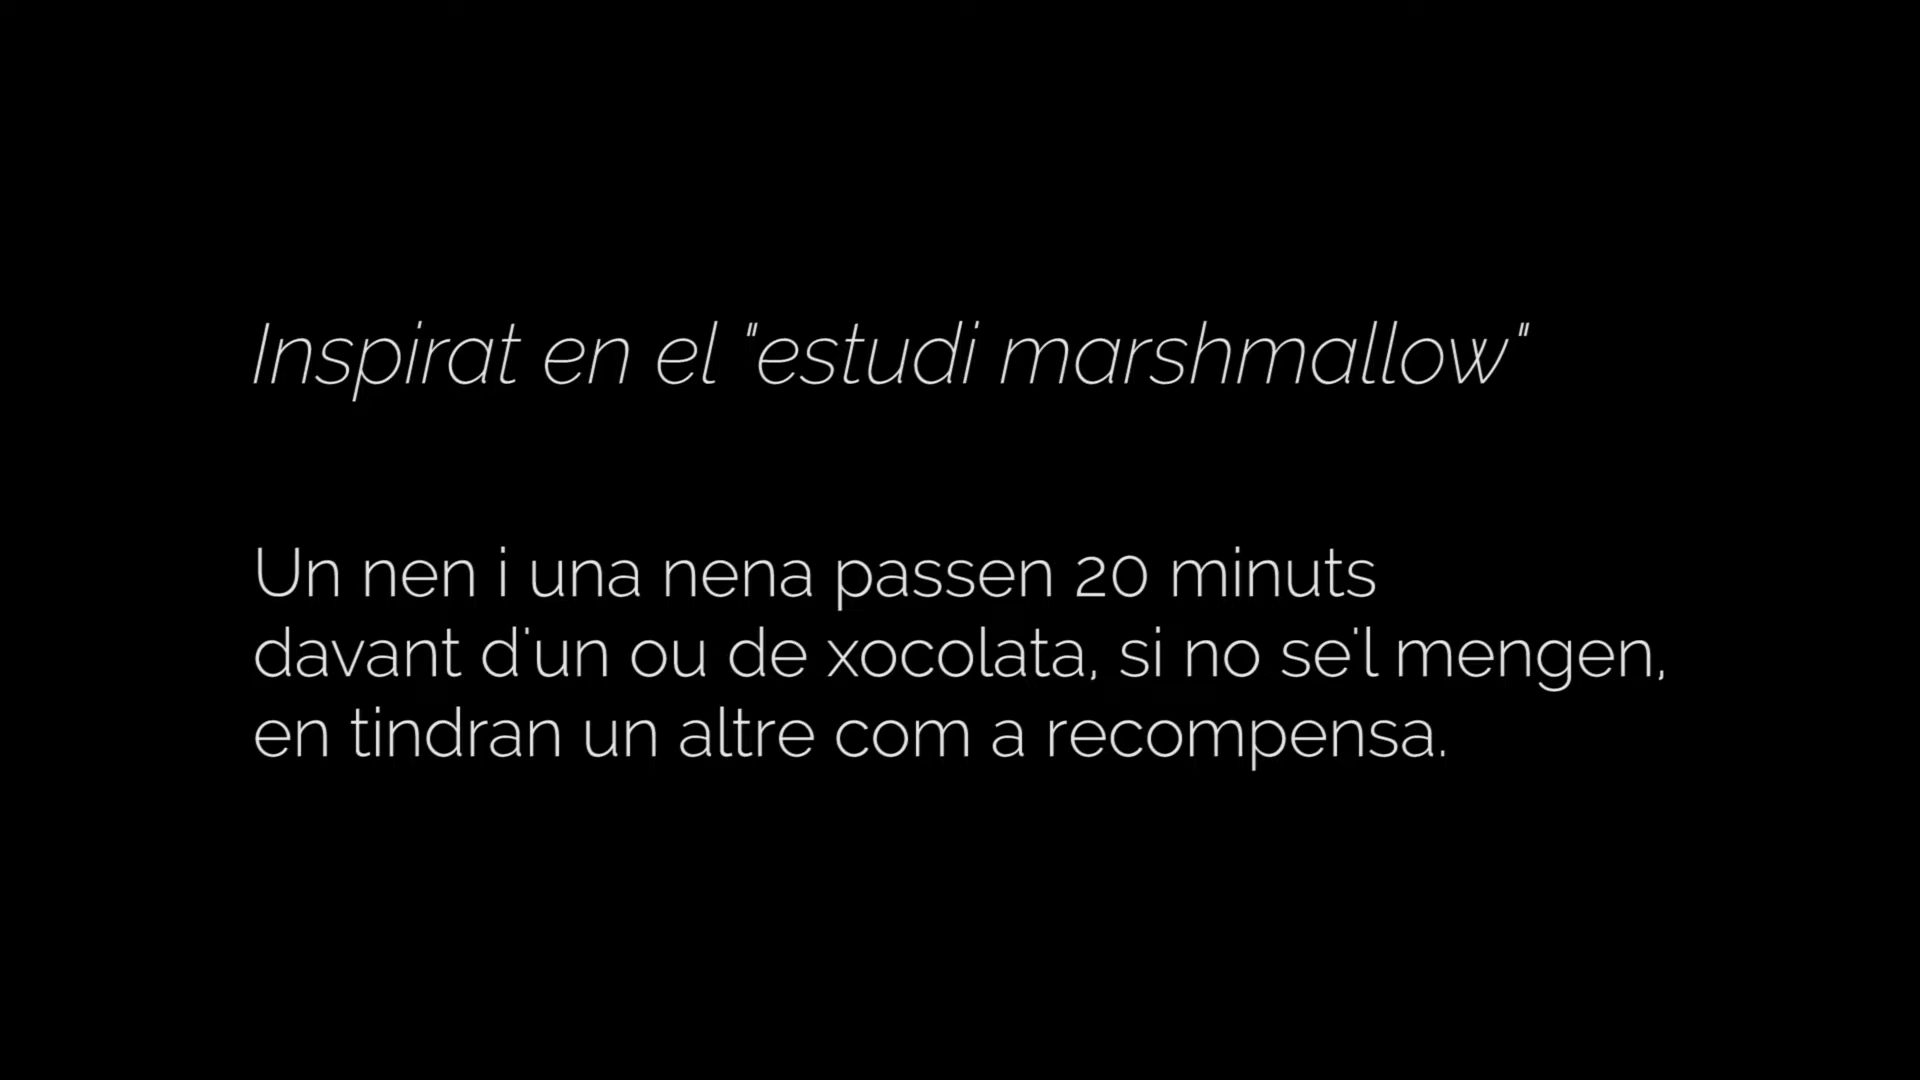 Inspirat en el "estudi marshmallow"
Un nen i una nena passen 20 minuts
davant d'un ou de xocolata, si no se'l mengen,
en tindran un altre com a recompensa.